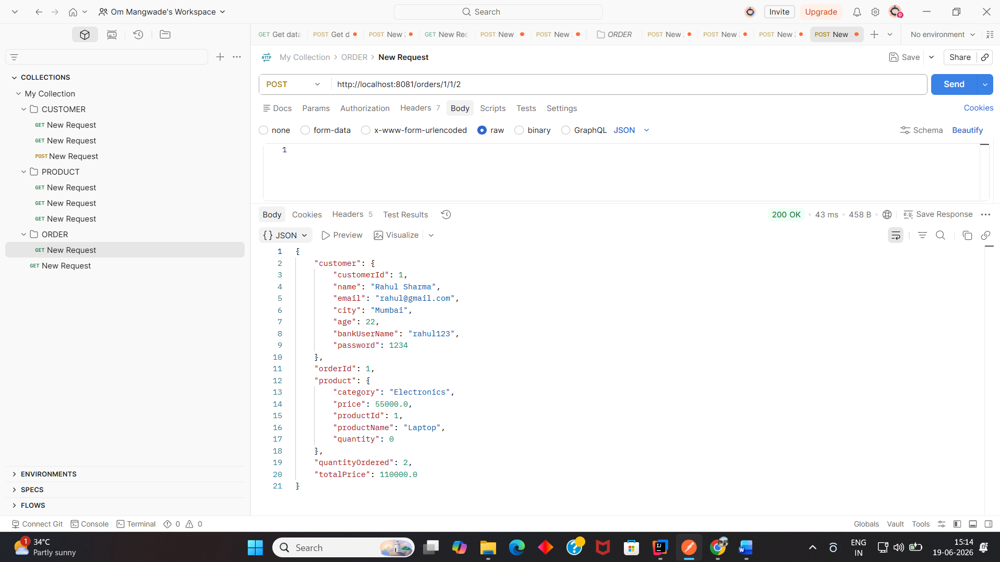 Om Mangwade's Workspace
Search
Invite
Upgrade
GET Get data
POST Get d
POST New
GET New Rec
POST New
POST New
ORDER
POST New
POST New
POST New
POST New
No environment
My Collection > ORDER > New Request
Save
Share
COLLECTIONS
My Collection
CUSTOMER
GET New Request
GET New Request
POST New Request
PRODUCT
GET New Request
GET New Request
GET New Request
ORDER
GET New Request
GET New Request
ENVIRONMENTS
SPECS
FLOWS
POST
http://localhost:8081/orders/1/1/2
Send
Docs Params Authorization Headers 7 Body Scripts Tests Settings
Cookies
none form-data x-www-form-urlencoded raw binary GraphQL JSON
Schema Beautify
1
Body Cookies Headers 5 Test Results
200 OK • 43 ms • 458 B
e.g. Save Response
{} JSON Preview Visualize
1 {
2 "customer": {
3 "customerId": 1,
4 "name": "Rahul Sharma",
5 "email": "rahul@gmail.com",
6 "city": "Mumbai",
7 "age": 22,
8 "bankUserName": "rahul123",
9 "password": 1234
10 },
11 "orderId": 1,
12 "product": {
13 "category": "Electronics",
14 "price": 55000.0,
15 "productId": 1,
16 "productName": "Laptop",
17 "quantity": 0
18 },
19 "quantityOrdered": 2,
20 "totalPrice": 110000.0
21 }
Connect Git Console Terminal 0 0
Globals Vault Tools
1
34°C
Partly sunny
Search
ENG
IN
15:14
19-06-2026